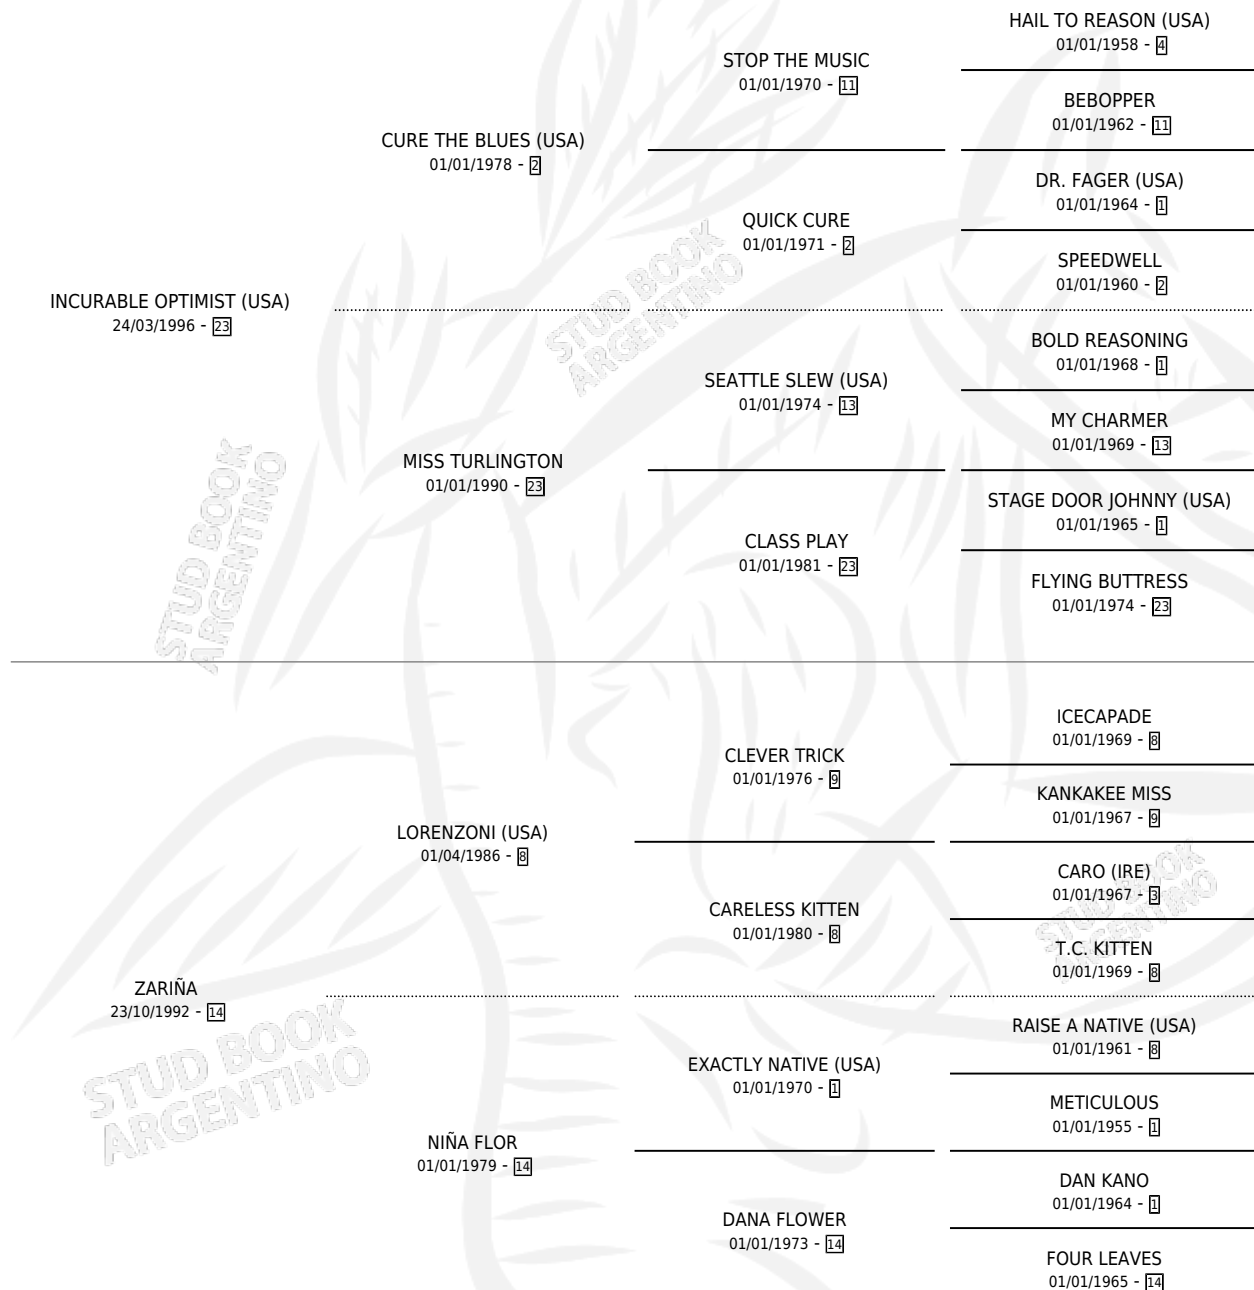 HAIL TO REASON (USA)
01/01/1958 - 4
STOP THE MUSIC
01/01/1970 - 11
BEBOPPER
01/01/1962 - 11
CURE THE BLUES (USA)
01/01/1978 - 2
DR. FAGER (USA)
01/01/1964 - 1
QUICK CURE
01/01/1971 - 2
SPEEDWELL
01/01/1960 - 2
INCURABLE OPTIMIST (USA)
24/03/1996 - 23
BOLD REASONING
01/01/1968 - 1
SEATTLE SLEW (USA)
01/01/1974 - 13
MY CHARMER
01/01/1969 - 13
MISS TURLINGTON
01/01/1990 - 23
STAGE DOOR JOHNNY (USA)
01/01/1965 - 1
CLASS PLAY
01/01/1981 - 23
FLYING BUTTRESS
01/01/1974 - 23
ICECAPADE
01/01/1969 - 8
CLEVER TRICK
01/01/1976 - 9
KANKAKEE MISS
01/01/1967 - 9
LORENZONI (USA)
01/04/1986 - 8
CARO (IRE)
01/01/1967 - 3
CARELESS KITTEN
01/01/1980 - 8
T.C. KITTEN
01/01/1969 - 8
ZARIÑA
23/10/1992 - 14
RAISE A NATIVE (USA)
01/01/1961 - 8
EXACTLY NATIVE (USA)
01/01/1970 - 1
METICULOUS
01/01/1955 - 1
NIÑA FLOR
01/01/1979 - 14
DAN KANO
01/01/1964 - 1
DANA FLOWER
01/01/1973 - 14
FOUR LEAVES
01/01/1965 - 14
STUD BOOK
ARGENTINO
STUD BOOK
ARGENTINO
STUD BOOK
ARGENTINO
STUD BOOK
ARGENTINO